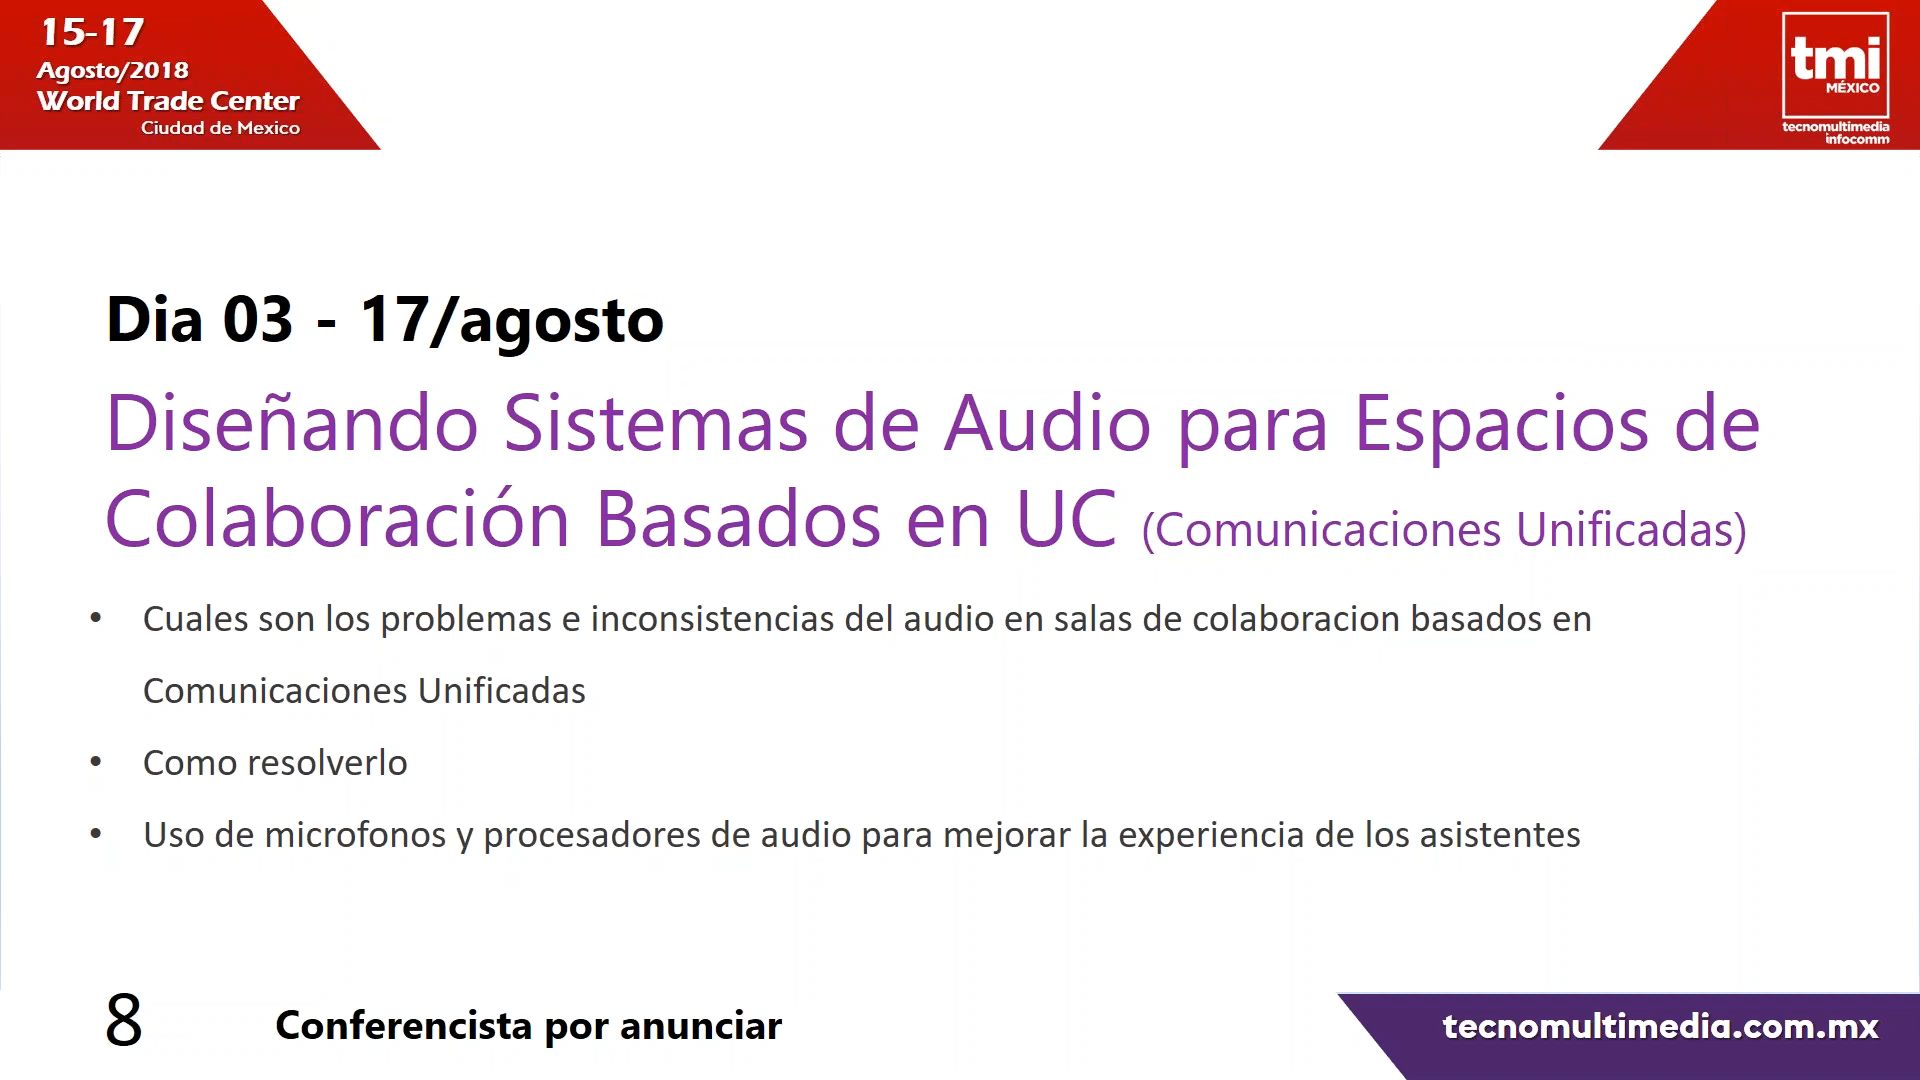 15-17
Agosto/2018
World Trade Center
Ciudad de Mexico
tmi
MÉXICO
tecnomultimedia
infocomm
Dia 03 - 17/agosto
Diseñando Sistemas de Audio para Espacios de
Colaboración Basados en UC (Comunicaciones Unificadas)
• Cuales son los problemas e inconsistencias del audio en salas de colaboracion basados en
Comunicaciones Unificadas
• Como resolverlo
• Uso de microfonos y procesadores de audio para mejorar la experiencia de los asistentes
8 Conferencista por anunciar
tecnomultimedia.com.mx